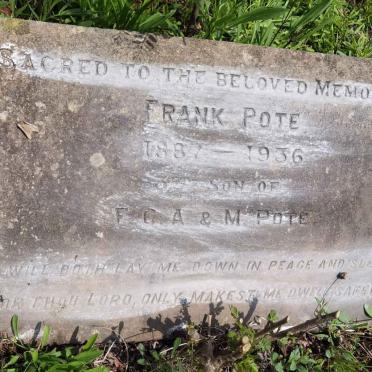 SACRED TO THE BELOVED MEMO
FRANK POTE
1887 — 1936
SON OF
F. C. A & M. POTE
WILL BOTH LAY ME DOWN IN PEACE AND
THOU LORD, ONLY MAKEST ME DWELL SAFE